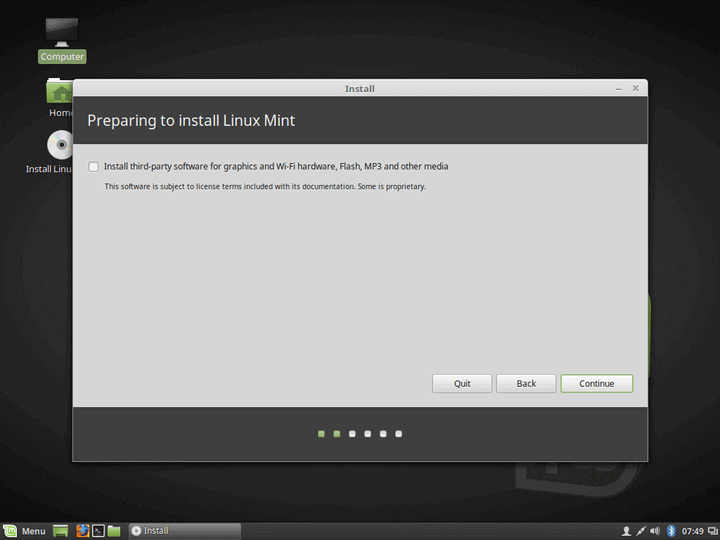 Computer
Home
Install Linu
Install
Preparing to install Linux Mint
Install third-party software for graphics and Wi-Fi hardware, Flash, MP3 and other media
This software is subject to license terms included with its documentation. Some is proprietary.
Quit
Back
Continue
Menu
Install
07:49